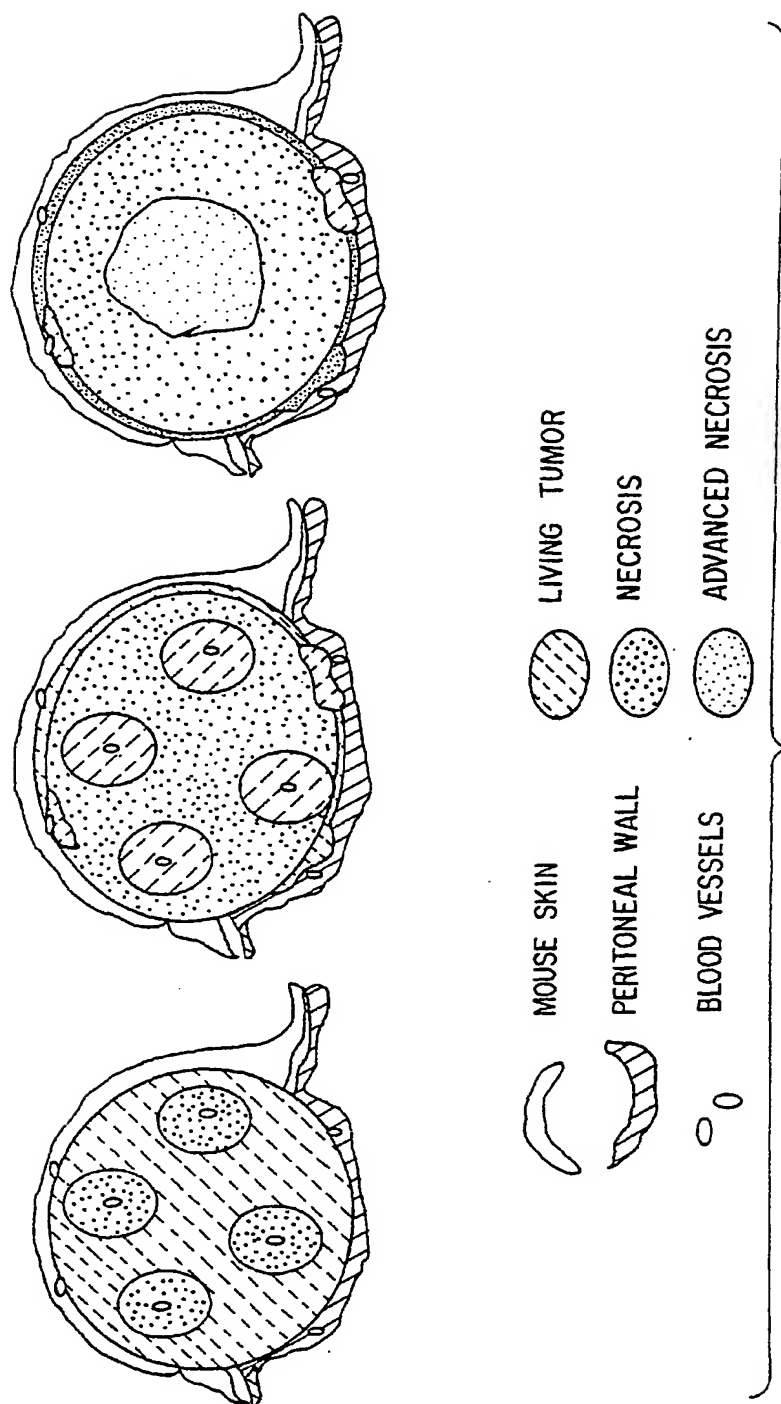 MOUSE SKIN
PERITONEAL WALL
BLOOD VESSELS
LIVING TUMOR
NECROSIS
ADVANCED NECROSIS